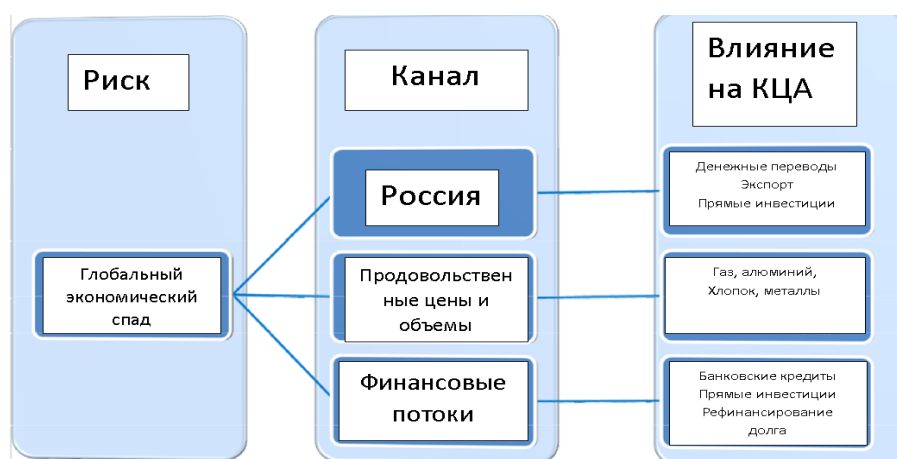 Риск
Канал
Влияние
на КЦА
Глобальный
экономический
спад
Россия
Денежные переводы
Экспорт
Прямые инвестиции
Продовольствен
ные цены и
объемы
Газ, алюминий,
Хлопок, металлы
Финансовые
потоки
Банковские кредиты
Прямые инвестиции
Рефинансирование
долга